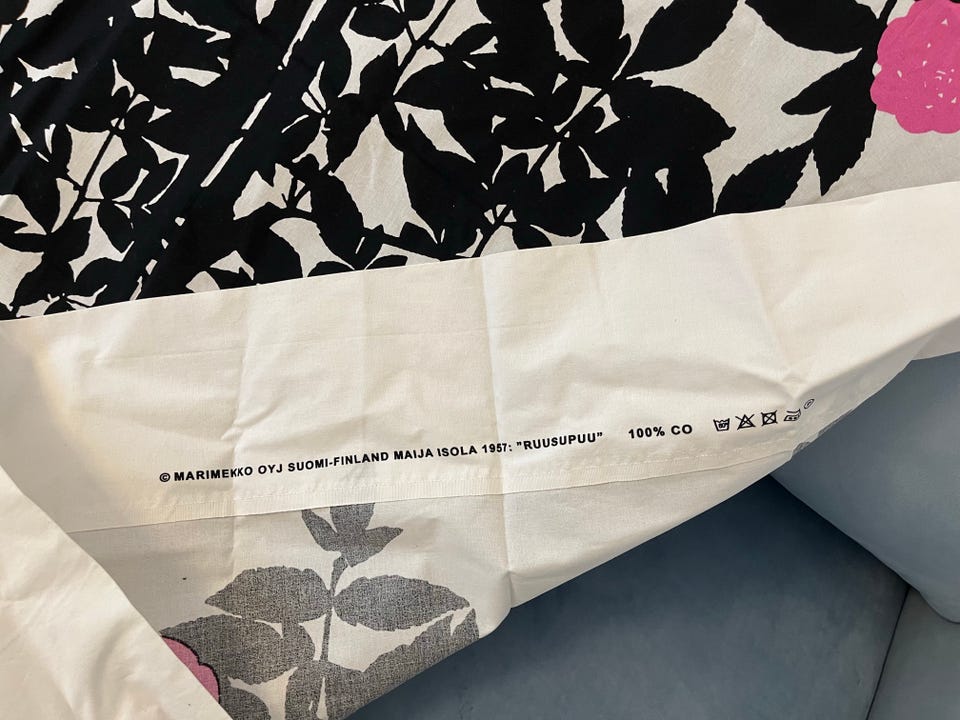 © MARIMEKKO OYJ SUOMI-FINLAND MAIJA ISOLA 1957: "RUUSUPUU" 100% CO